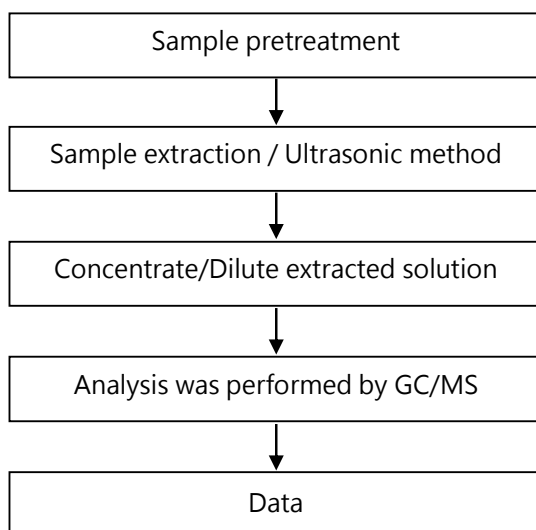 Sample pretreatment
Sample extraction / Ultrasonic method
Concentrate/Dilute extracted solution
Analysis was performed by GC/MS
Data